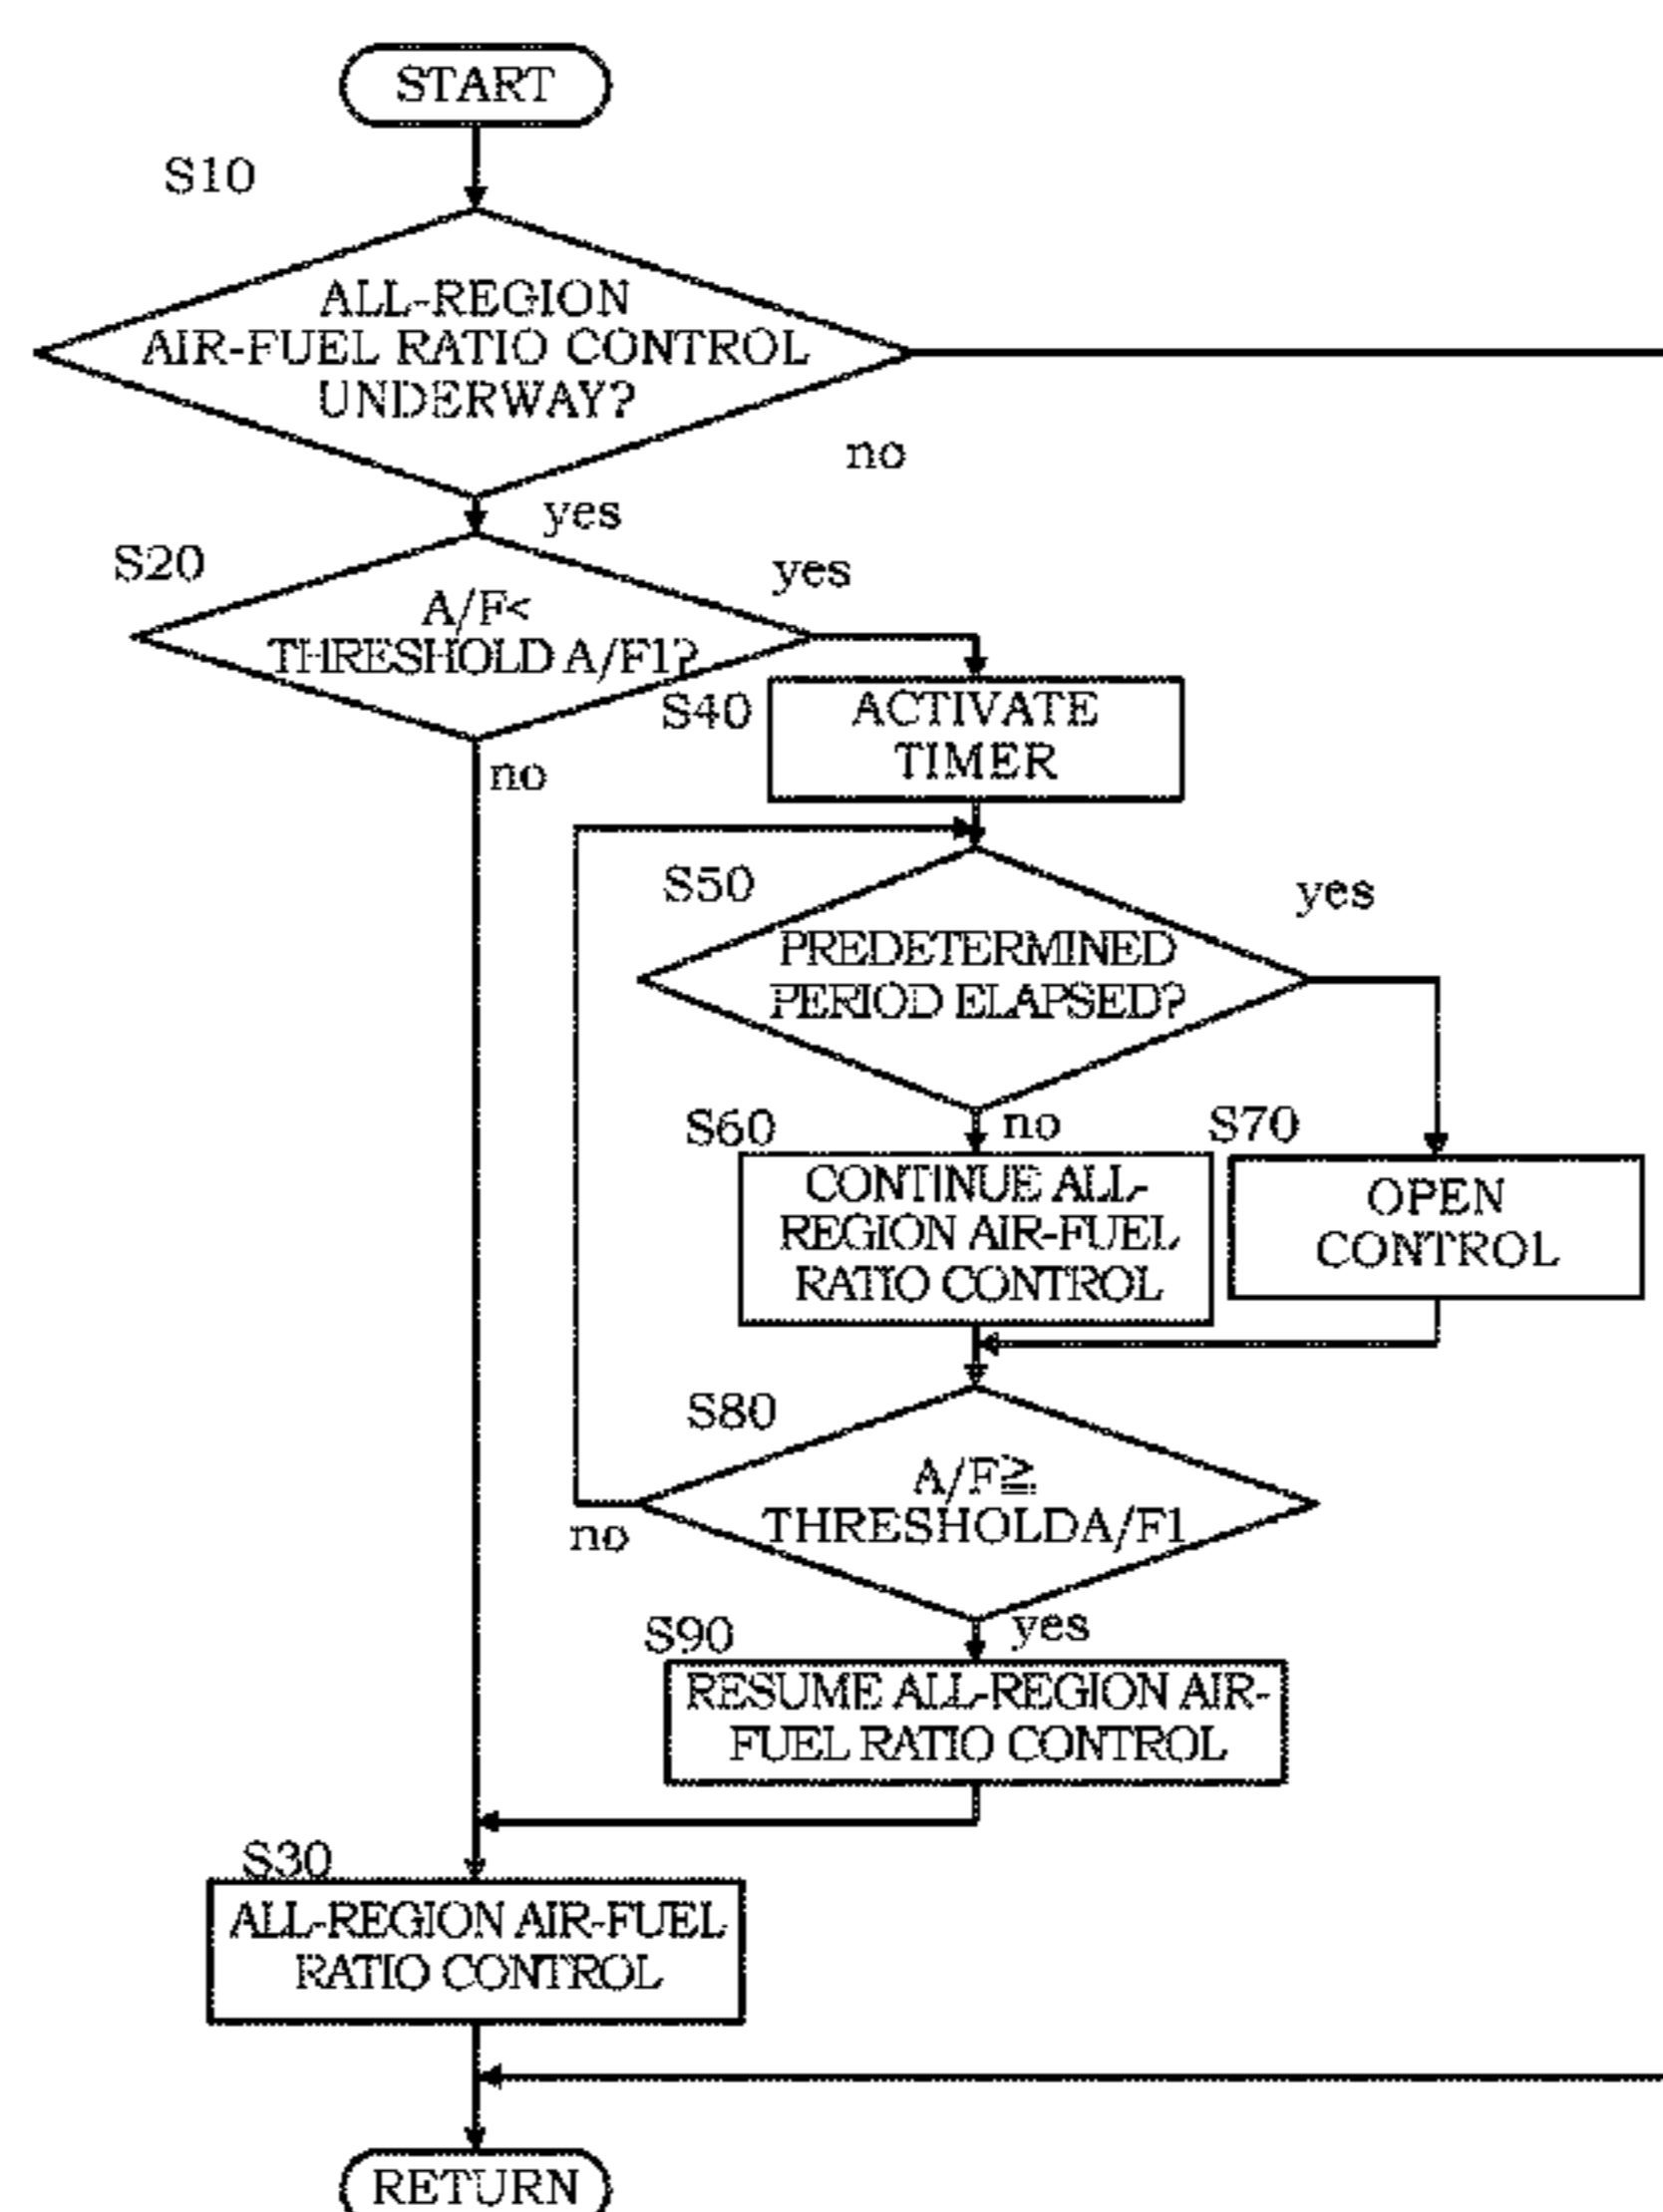 START
S10
ALL-REGION
AIR-FUEL RATIO CONTROL
UNDERWAY?
no
yes
S20
yes
A/F<
THRESHOLD A/F1?
S40
ACTIVATE
TIMER
no
S50
yes
PREDETERMINED
PERIOD ELAPSED?
S60
no
S70
CONTINUE ALL-
REGION AIR-FUEL
RATIO CONTROL
OPEN
CONTROL
S80
A/F≧
THRESHOLDA/F1
no
S90
yes
RESUME ALL-REGION AIR-
FUEL RATIO CONTROL
S30
ALL-REGION AIR-FUEL
RATIO CONTROL
RETURN